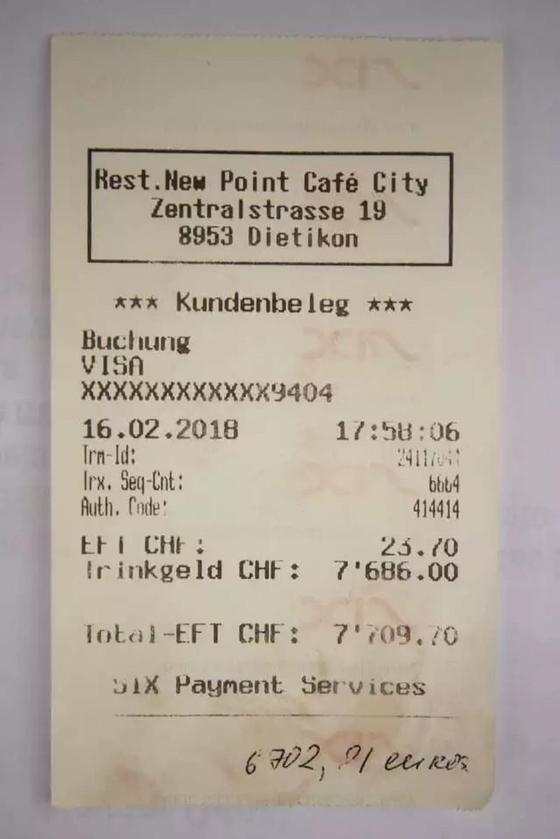 Rest.New Point Café City
Zentralstrasse 19
8953 Dietikon
*** Kundenbeleg ***
Buchung
VISA
XXXXXXXXXXXX9404
16.02.2018 17:58:06
Trm-Id:
Trx. Seq-Cnt: 6664
Auth. Code: 414414
EFT CHF: 23.70
Trinkgeld CHF: 7'686.00
Total-EFT CHF: 7'709.70
SIX Payment Services
6702, 91 euros